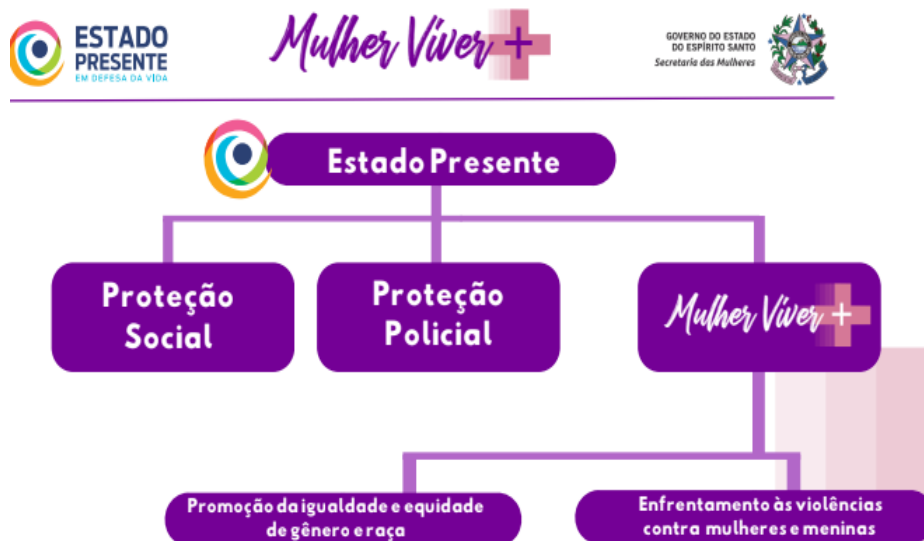 ESTADO
PRESENTE
EM DEFESA DA VIDA
Mulher Viver +
GOVERNO DO ESTADO
DO ESPÍRITO SANTO
Secretaria das Mulheres
Estado Presente
Proteção
Social
Proteção
Policial
Mulher Viver +
Promoção da igualdade e equidade
de gênero e raça
Enfrentamento às violências
contra mulheres e meninas